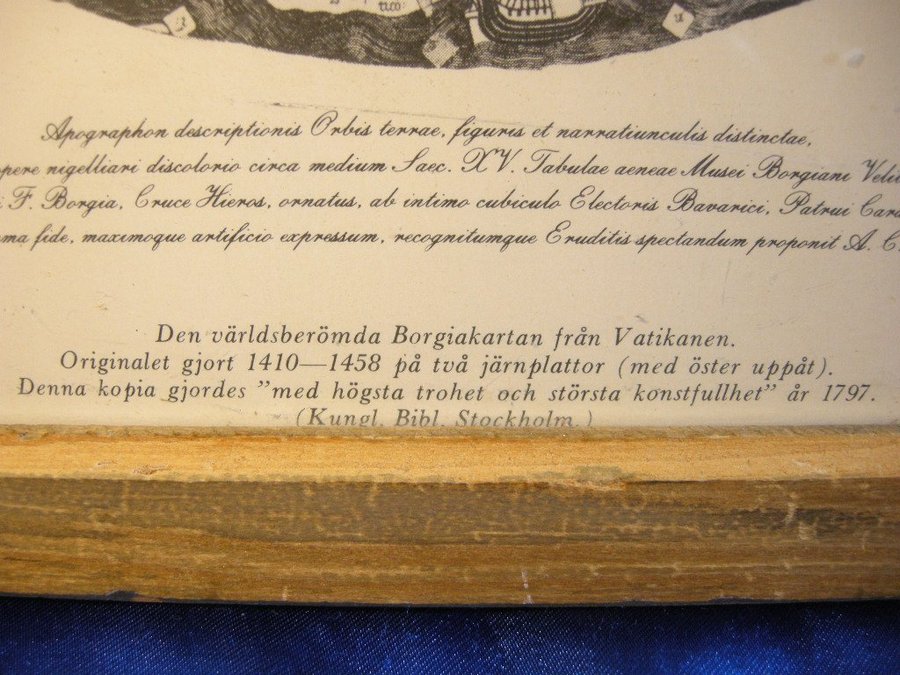 tico:
Apographon descriptionis Orbis terrae, figuris et narratiunculis distinctae,
opere nigelliari discolorio circa medium Saec. XV. Tabulae aeneae Musei Borgiani
F. Borgia, Cruce Hieros, ornatus, ab intimo cubiculo Electoris Bavarici, Patrui
fide, maximoque artificio expressum, recognitumque Eruditis spectandum proponit A.
Den världsberömda Borgiakartan från Vatikanen.
Originalet gjort 1410—1458 på två järnplattor (med öster uppåt).
Denna kopia gjordes ”med högsta trohet och största konstfullhet” år 1797.
(Kungl. Bibl. Stockholm.)